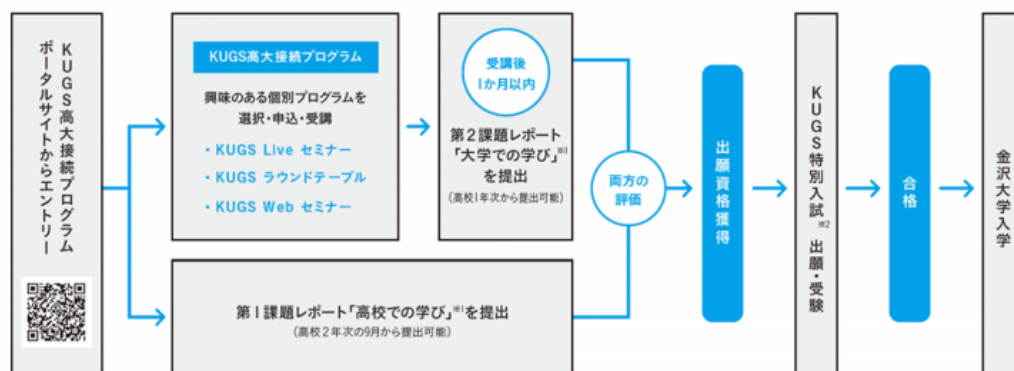 KUGS高大接続プログラム
ポータルサイトからエントリー
KUGS高大接続プログラム
興味のある個別プログラムを
選択・申込・受講
・KUGS Live セミナー
・KUGS ラウンドテーブル
・KUGS Web セミナー
受講後
1か月以内
第2課題レポート
「大学での学び」※1
を提出
(高校1年次から提出可能)
第1課題レポート「高校での学び」※1を提出
(高校2年次の9月から提出可能)
両方の
評価
出願資格獲得
KUGS特別入試※2 出願・受験
合格
金沢大学入学